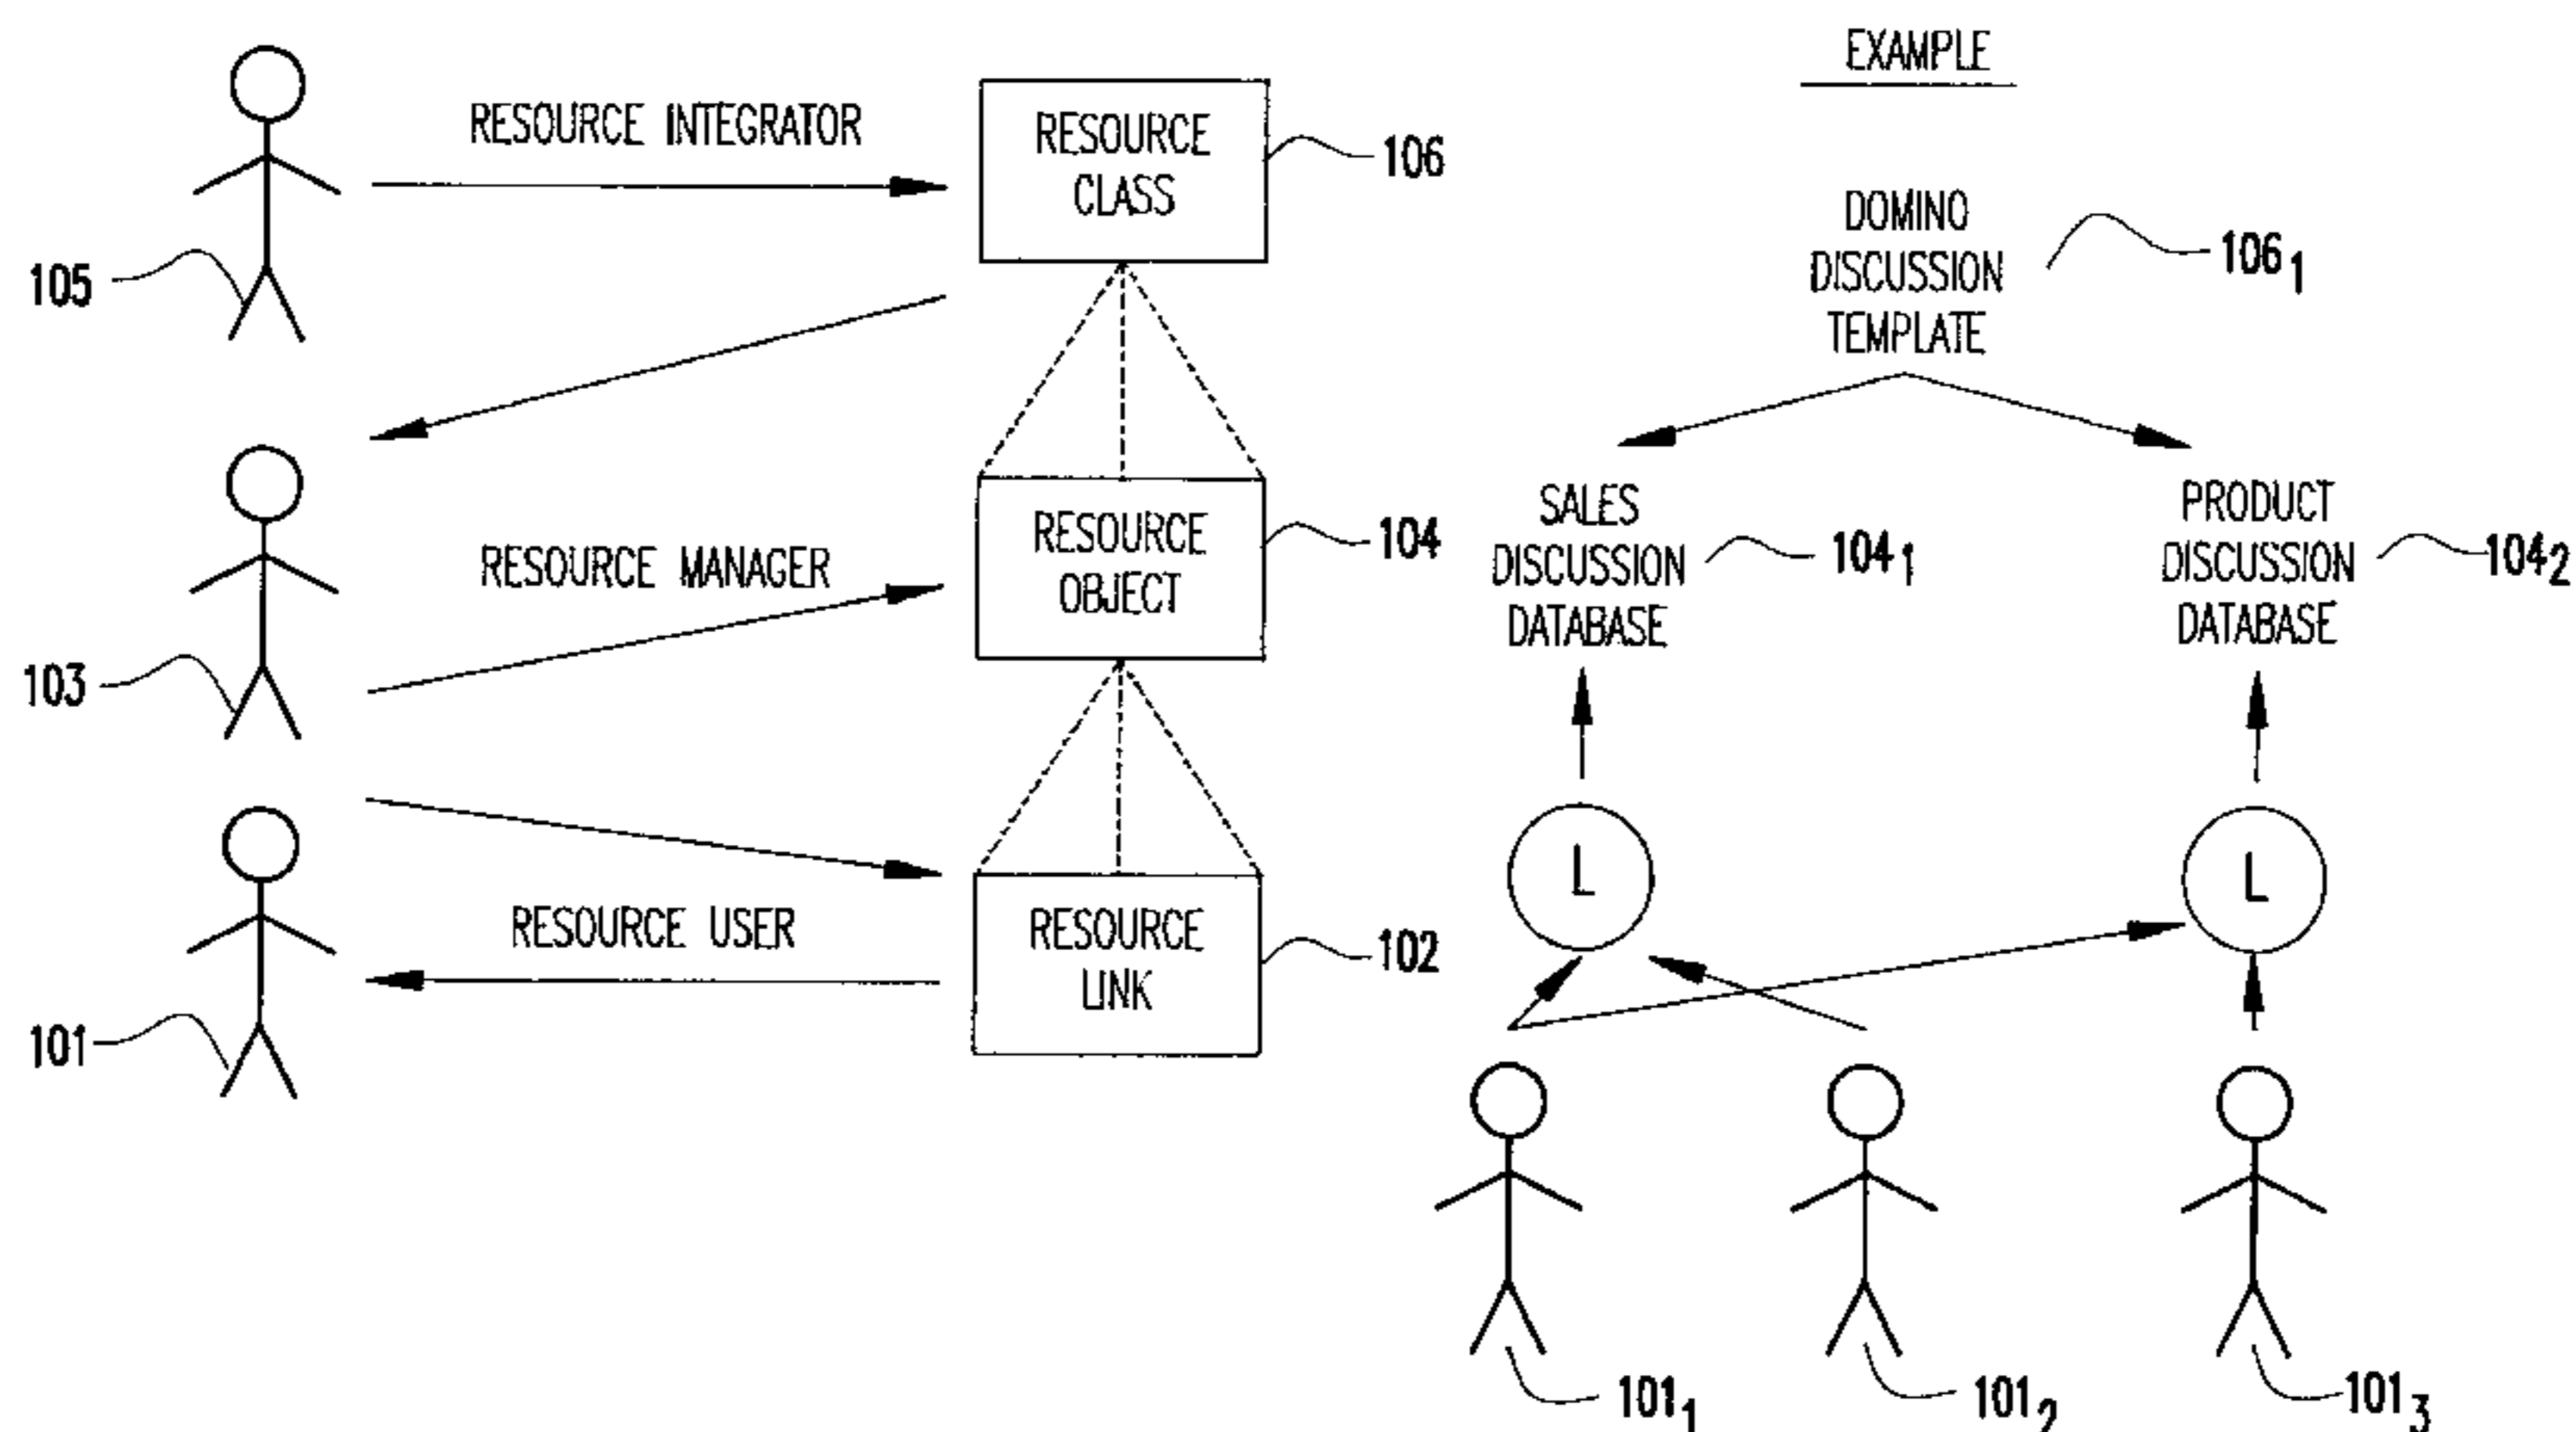 EXAMPLE
RESOURCE INTEGRATOR
RESOURCE
CLASS
106
105
DOMINO
DISCUSSION
TEMPLATE
106₁
RESOURCE MANAGER
RESOURCE
OBJECT
104
103
SALES
DISCUSSION
DATABASE
104₁
PRODUCT
DISCUSSION
DATABASE
104₂
RESOURCE USER
RESOURCE
LINK
102
101
L
L
101₁
101₂
101₃